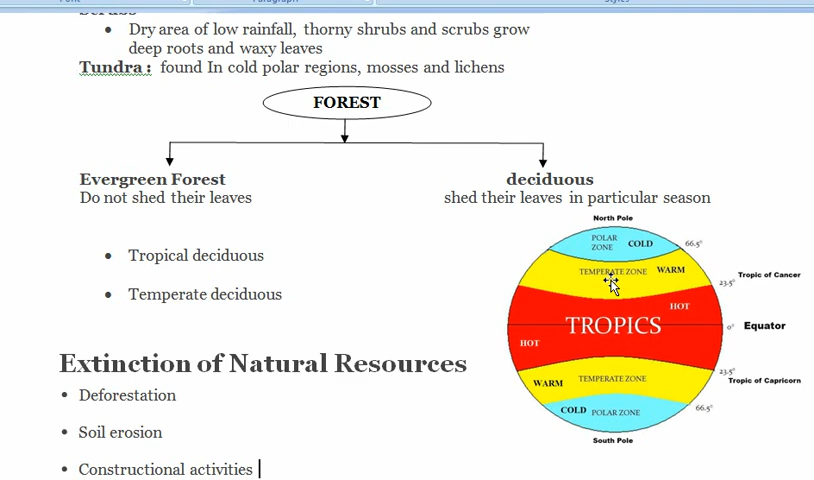 Font
Paragraph
Styles
Scrubs
• Dry area of low rainfall, thorny shrubs and scrubs grow
deep roots and waxy leaves
Tundra : found In cold polar regions, mosses and lichens
FOREST
Evergreen Forest
Do not shed their leaves
deciduous
shed their leaves in particular season
• Tropical deciduous
• Temperate deciduous
North Pole
POLAR
ZONE
COLD
66.5°
TEMPERATE ZONE
WARM
23.5°
Tropic of Cancer
HOT
TROPICS
0°
Equator
HOT
23.5°
Tropic of Capricorn
WARM
TEMPERATE ZONE
66.5°
COLD
POLAR ZONE
South Pole
Extinction of Natural Resources
• Deforestation
• Soil erosion
• Constructional activities